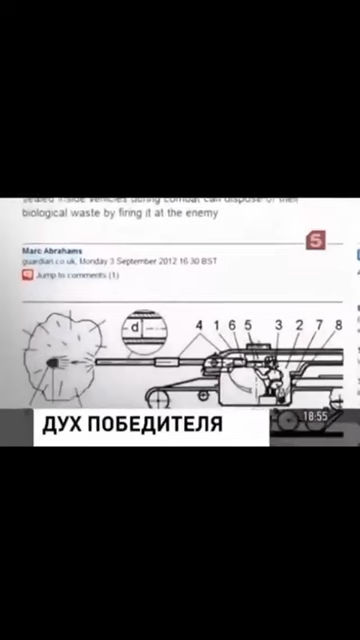 sealed inside vehicles during combat can dispose of their
biological waste by firing it at the enemy
5
Marc Abrahams
guardian.co.uk, Monday 3 September 2012 16.30 BST
Jump to comments (1)
d
4 1 6 5 3 2 7 8
ДУХ ПОБЕДИТЕЛЯ
18:55